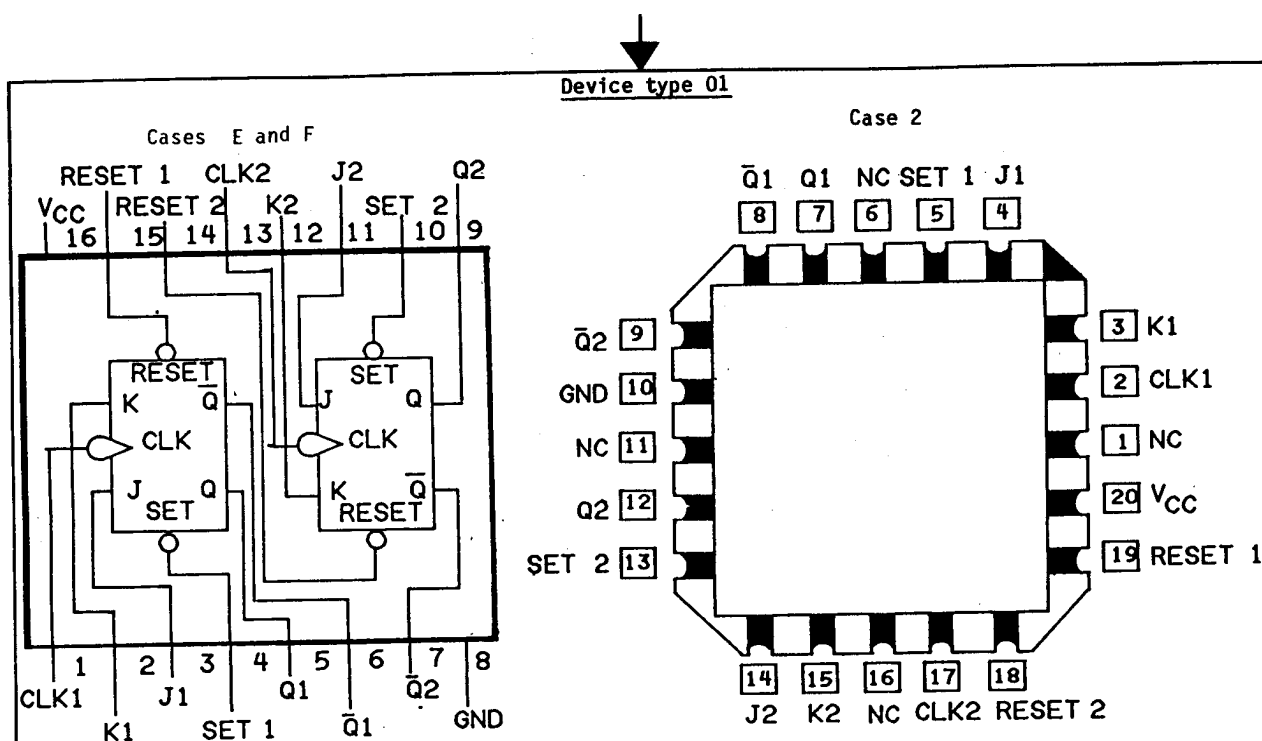 Device type 01
Cases E and F
RESET 1 CLK2 J2 Q2
VCC RESET 2 K2 SET 2
16 15 14 13 12 11 10 9
RESET
K Q̅
CLK
J Q
SET
SET
J Q
CLK
K Q̅
RESET
1 2 3 4 5 6 7 8
CLK1 J1 Q1 Q̅2
K1 SET 1 Q̅1 GND
Case 2
Q̅1 Q1 NC SET 1 J1
8 7 6 5 4
Q̅2 9
GND 10
NC 11
Q2 12
SET 2 13
3 K1
2 CLK1
1 NC
20 VCC
19 RESET 1
14 15 16 17 18
J2 K2 NC CLK2 RESET 2